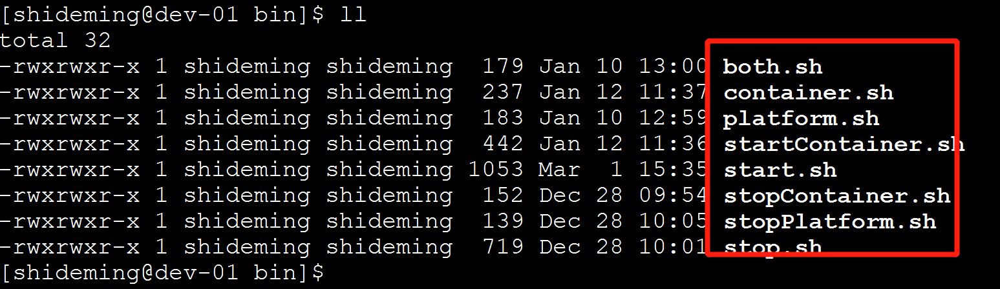 [shideming@dev-01 bin]$ ll
total 32
-rwxrwxr-x 1 shideming shideming  179 Jan 10 13:00 both.sh
-rwxrwxr-x 1 shideming shideming  237 Jan 12 11:37 container.sh
-rwxrwxr-x 1 shideming shideming  183 Jan 10 12:59 platform.sh
-rwxrwxr-x 1 shideming shideming  442 Jan 12 11:36 startContainer.sh
-rwxrwxr-x 1 shideming shideming 1053 Mar  1 15:35 start.sh
-rwxrwxr-x 1 shideming shideming  152 Dec 28 09:54 stopContainer.sh
-rwxrwxr-x 1 shideming shideming  139 Dec 28 10:05 stopPlatform.sh
-rwxrwxr-x 1 shideming shideming  719 Dec 28 10:01 stop.sh
[shideming@dev-01 bin]$